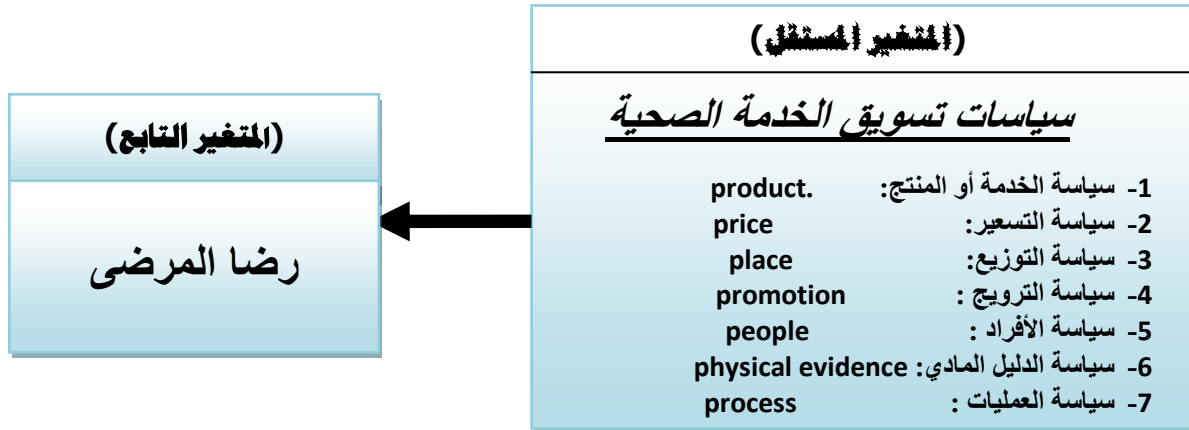 (المتغير المستقل)
سياسات تسويق الخدمة الصحية
1- سياسة الخدمة أو المنتج: product.
2- سياسة التسعير: price
3- سياسة التوزيع: place
4- سياسة الترويج : promotion
5- سياسة الأفراد : people
6- سياسة الدليل المادي: physical evidence
7- سياسة العمليات : process
(المتغير التابع)
رضا المرضى